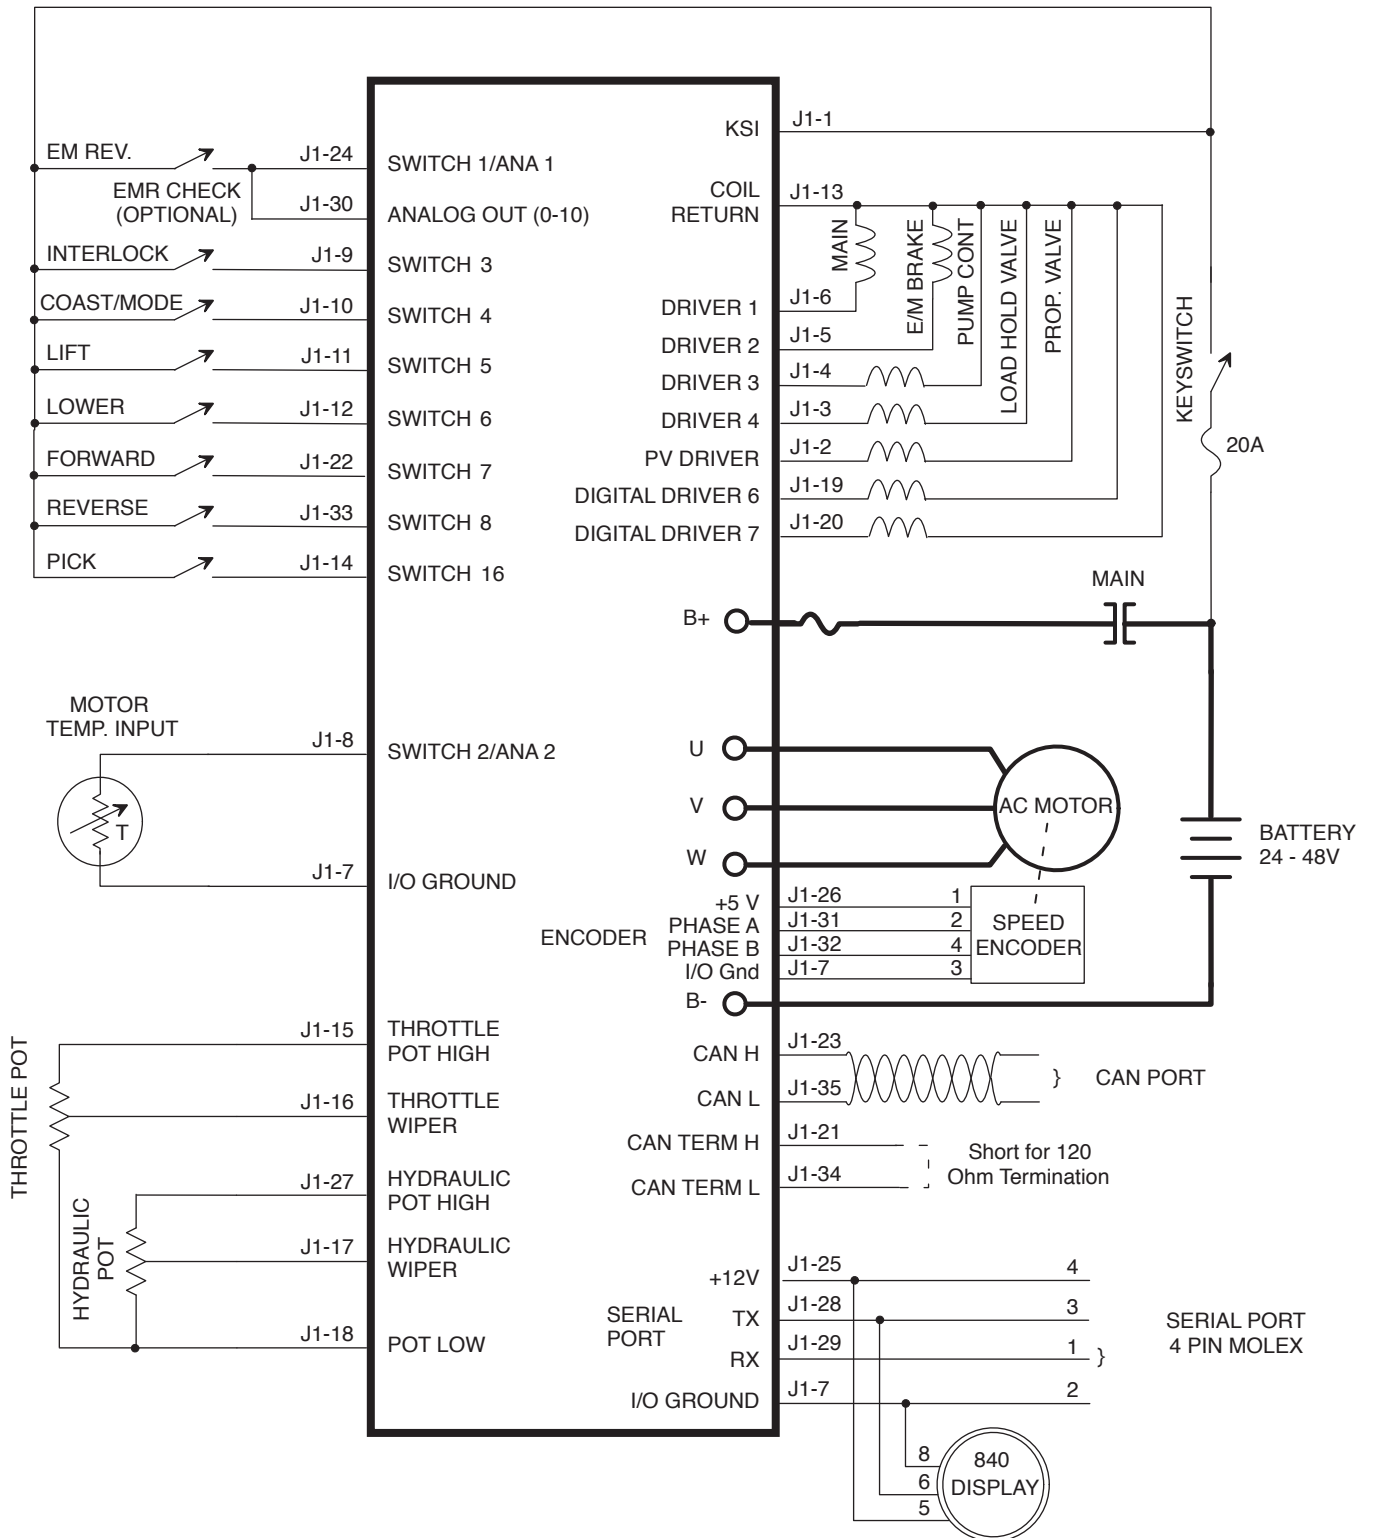 EM REV.
J1-24
SWITCH 1/ANA 1
EMR CHECK
(OPTIONAL)
J1-30
ANALOG OUT (0-10)
INTERLOCK
J1-9
SWITCH 3
COAST/MODE
J1-10
SWITCH 4
LIFT
J1-11
SWITCH 5
LOWER
J1-12
SWITCH 6
FORWARD
J1-22
SWITCH 7
REVERSE
J1-33
SWITCH 8
PICK
J1-14
SWITCH 16
MOTOR
TEMP. INPUT
T
J1-8
SWITCH 2/ANA 2
J1-7
I/O GROUND
THROTTLE POT
J1-15
THROTTLE
POT HIGH
J1-16
THROTTLE
WIPER
HYDRAULIC
POT
J1-27
HYDRAULIC
POT HIGH
J1-17
HYDRAULIC
WIPER
J1-18
POT LOW
KSI
J1-1
COIL
RETURN
J1-13
MAIN
E/M BRAKE
PUMP CONT
LOAD HOLD VALVE
PROP. VALVE
KEYSWITCH
20A
DRIVER 1
J1-6
DRIVER 2
J1-5
DRIVER 3
J1-4
DRIVER 4
J1-3
PV DRIVER
J1-2
DIGITAL DRIVER 6
J1-19
DIGITAL DRIVER 7
J1-20
MAIN
B+
U
V
W
AC MOTOR
BATTERY
24 - 48V
ENCODER
+5 V
J1-26
1
PHASE A
J1-31
2
PHASE B
J1-32
4
I/O Gnd
J1-7
3
SPEED
ENCODER
B-
CAN H
J1-23
CAN L
J1-35
} CAN PORT
CAN TERM H
J1-21
CAN TERM L
J1-34
Short for 120
Ohm Termination
SERIAL
PORT
+12V
J1-25
4
TX
J1-28
3
RX
J1-29
1
}
I/O GROUND
J1-7
2
SERIAL PORT
4 PIN MOLEX
8
6
5
840
DISPLAY